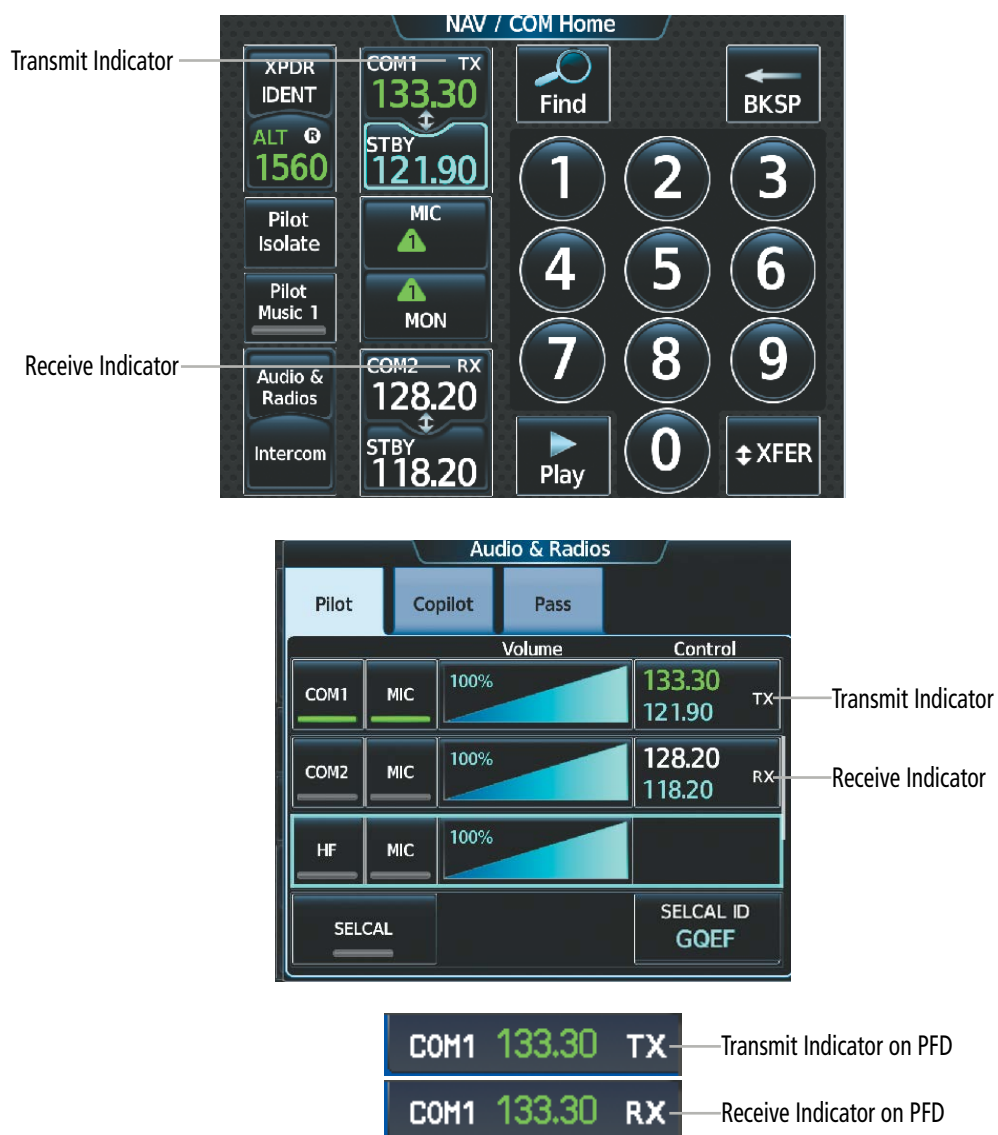 NAV / COM Home
Transmit Indicator
XPDR
IDENT
COM1 TX
133.30
Find
BKSP
ALT R
1560
STBY
121.90
1 2 3
Pilot
Isolate
MIC
1
4 5 6
Pilot
Music 1
1
MON
Receive Indicator
Audio &
Radios
COM2 RX
128.20
7 8 9
Intercom
STBY
118.20
Play
0
XFER
Audio & Radios
Pilot Copilot Pass
Volume Control
COM1 MIC 100% 133.30 TX
121.90
Transmit Indicator
COM2 MIC 100% 128.20 RX
118.20
Receive Indicator
HF MIC 100%
SELCAL
SELCAL ID
GQEF
COM1 133.30 TX Transmit Indicator on PFD
COM1 133.30 RX Receive Indicator on PFD